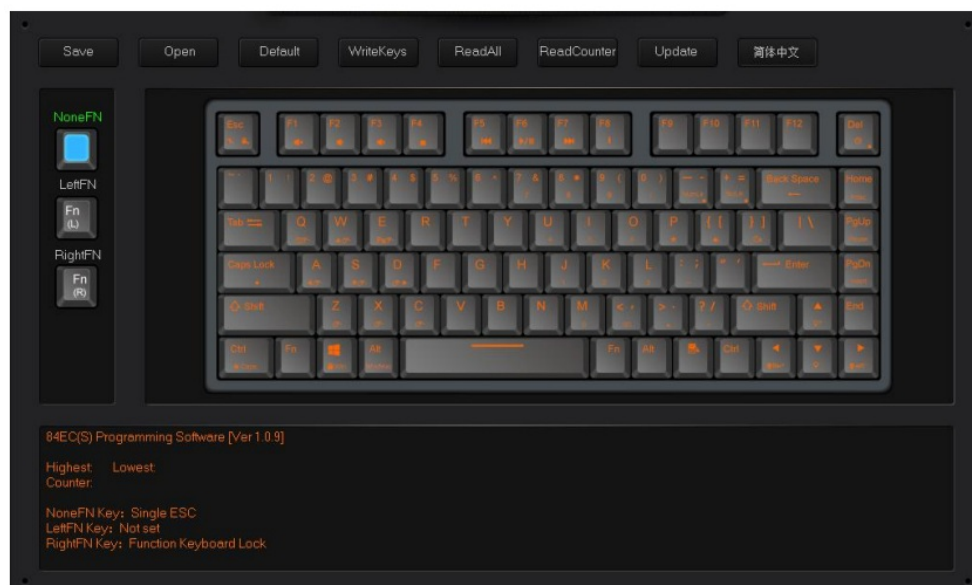 Save Open Default WriteKeys ReadAll ReadCounter Update 简体中文
NoneFN
LeftFN
Fn
(L)
RightFN
Fn
(R)
Esc F1 F2 F3 F4 F5 F6 F7 F8 F9 F10 F11 F12 Del
~ ` 1 ! 2 @ 3 # 4 $ 5 % 6 ^ 7 & 8 * 9 ( 0 ) — - + = Back Space Home
Tab Q W E R T Y U I O P { [ } ] | \ PgUp
Caps Lock A S D F G H J K L : ; " ' Enter PgDn
Shift Z X C V B N M < , > . ? / Shift End
Ctrl Fn Alt Fn Alt Ctrl
84EC(S) Programming Software [Ver 1.0.9]
Highest: Lowest:
Counter:
NoneFN Key: Single ESC
LeftFN Key: Not set
RightFN Key: Function Keyboard Lock